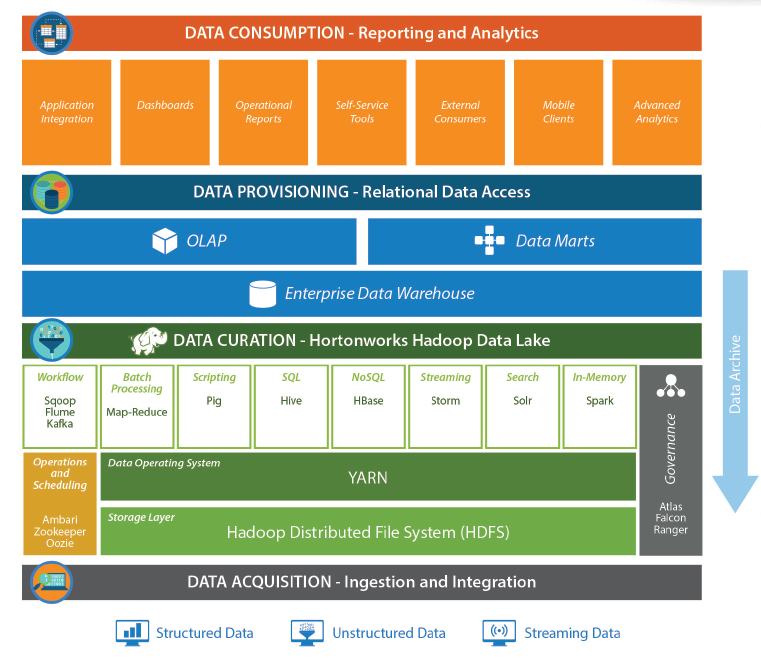 DATA CONSUMPTION - Reporting and Analytics
Application
Integration
Dashboards
Operational
Reports
Self-Service
Tools
External
Consumers
Mobile
Clients
Advanced
Analytics
DATA PROVISIONING - Relational Data Access
OLAP
Data Marts
Enterprise Data Warehouse
DATA CURATION - Hortonworks Hadoop Data Lake
Workflow
Sqoop
Flume
Kafka
Batch
Processing
Map-Reduce
Scripting
Pig
SQL
Hive
NoSQL
HBase
Streaming
Storm
Search
Solr
In-Memory
Spark
Governance
Atlas
Falcon
Ranger
Operations
and
Scheduling
Ambari
Zookeeper
Oozie
Data Operating System
YARN
Storage Layer
Hadoop Distributed File System (HDFS)
Data Archive
DATA ACQUISITION - Ingestion and Integration
Structured Data
Unstructured Data
Streaming Data